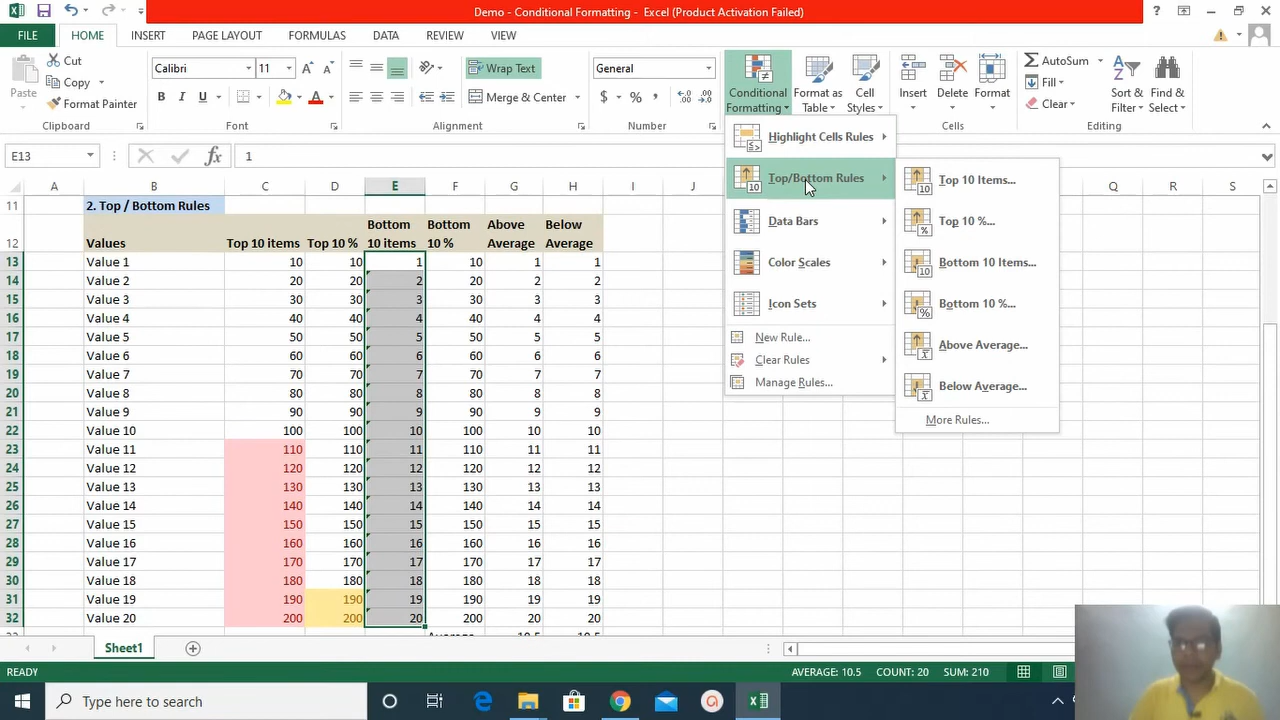 Demo - Conditional Formatting - Excel (Product Activation Failed)
FILE HOME INSERT PAGE LAYOUT FORMULAS DATA REVIEW VIEW
Paste
Cut
Copy
Format Painter
Clipboard
Calibri 11
B I U
Font
Wrap Text
Merge & Center
Alignment
General
$ % ,
Number
Conditional Formatting
Format as Table
Cell Styles
Insert Delete Format
Cells
AutoSum
Fill
Clear
Sort & Filter
Find & Select
Editing
E13 1
Highlight Cells Rules
Top/Bottom Rules
Data Bars
Color Scales
Icon Sets
New Rule...
Clear Rules
Manage Rules...
Top 10 Items...
Top 10 %...
Bottom 10 Items...
Bottom 10 %...
Above Average...
Below Average...
More Rules...
A B C D E F G H I J Q R S
11 2. Top / Bottom Rules
12 Values Top 10 items Top 10 % Bottom 10 items Bottom 10 % Above Average Below Average
13 Value 1 10 10 1 10 1 1
14 Value 2 20 20 2 20 2 2
15 Value 3 30 30 3 30 3 3
16 Value 4 40 40 4 40 4 4
17 Value 5 50 50 5 50 5 5
18 Value 6 60 60 6 60 6 6
19 Value 7 70 70 7 70 7 7
20 Value 8 80 80 8 80 8 8
21 Value 9 90 90 9 90 9 9
22 Value 10 100 100 10 100 10 10
23 Value 11 110 110 11 110 11 11
24 Value 12 120 120 12 120 12 12
25 Value 13 130 130 13 130 13 13
26 Value 14 140 140 14 140 14 14
27 Value 15 150 150 15 150 15 15
28 Value 16 160 160 16 160 16 16
29 Value 17 170 170 17 170 17 17
30 Value 18 180 180 18 180 18 18
31 Value 19 190 190 19 190 19 19
32 Value 20 200 200 20 200 20 20
Average 10.5 10.5
Sheet1
READY AVERAGE: 10.5 COUNT: 20 SUM: 210
Type here to search